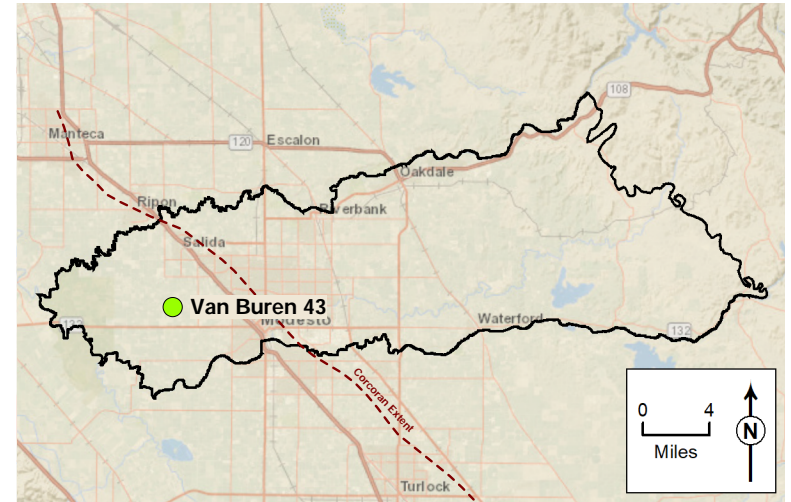 108
Manteca
120
Escalon
Oakdale
Ripon
Riverbank
Salida
Van Buren 43
Modesto
Waterford
132
132
Corcoran Extent
0 4
Miles
N
Turlock